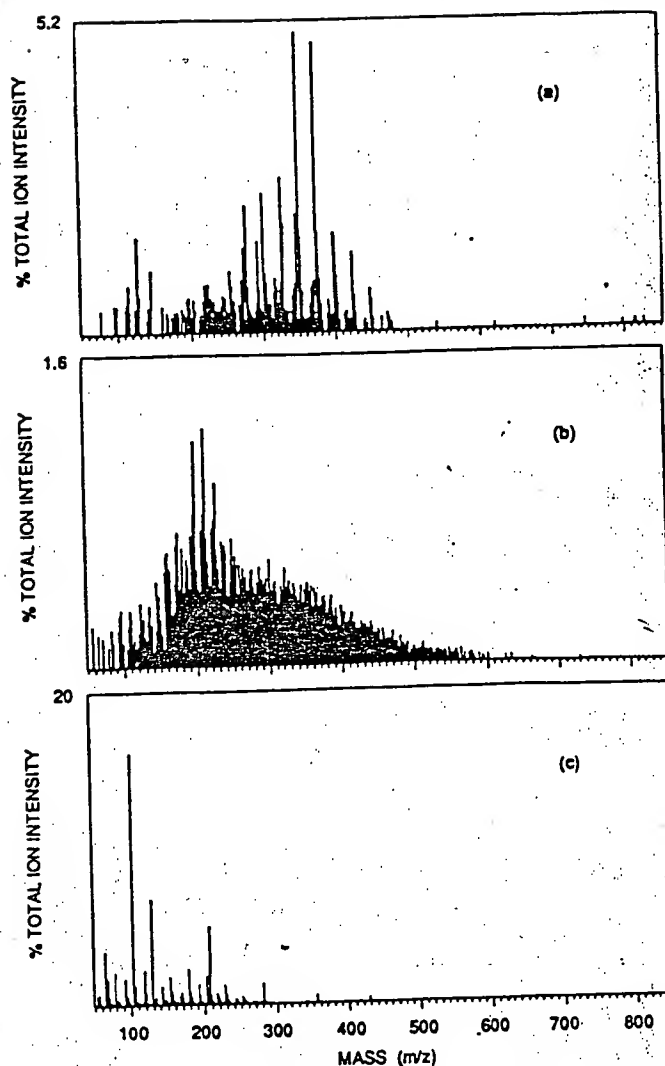 5.2
% TOTAL ION INTENSITY
(a)
1.6
% TOTAL ION INTENSITY
(b)
20
% TOTAL ION INTENSITY
(c)
100 200 300 400 500 600 700 800
MASS (m/z)